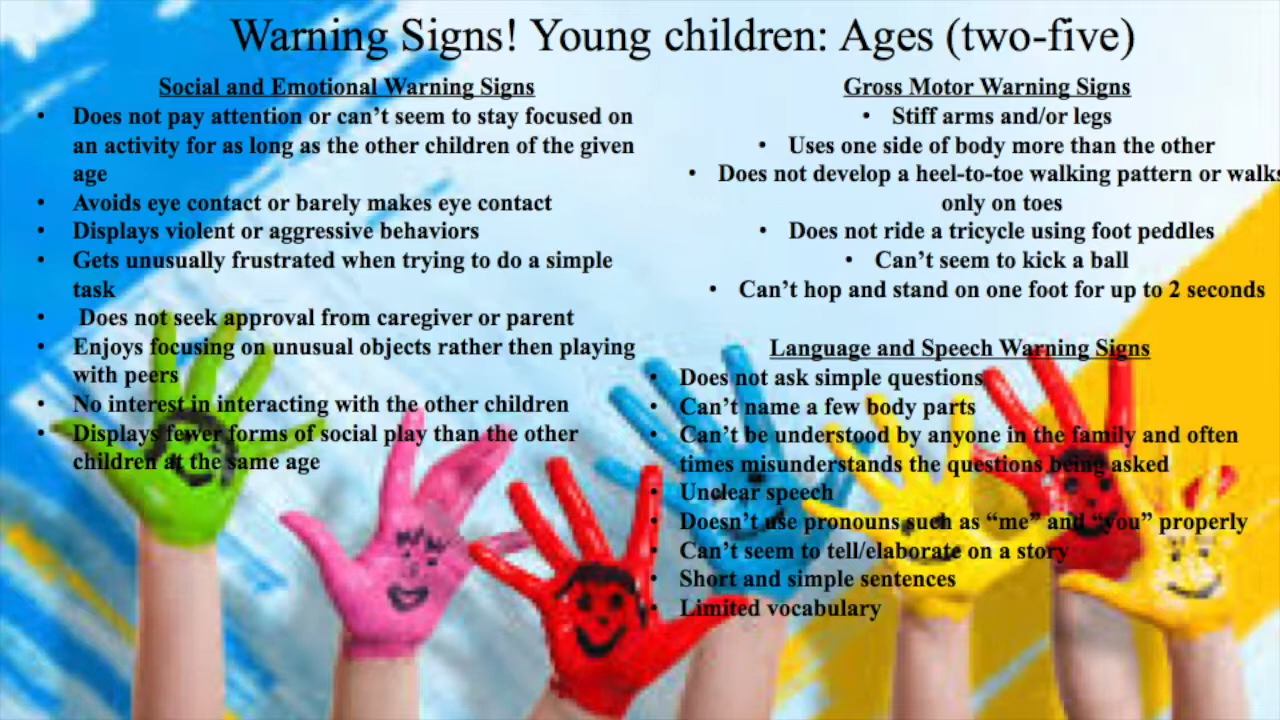 Warning Signs! Young children: Ages (two-five)
Social and Emotional Warning Signs
• Does not pay attention or can't seem to stay focused on
an activity for as long as the other children of the given
age
• Avoids eye contact or barely makes eye contact
• Displays violent or aggressive behaviors
• Gets unusually frustrated when trying to do a simple
task
• Does not seek approval from caregiver or parent
• Enjoys focusing on unusual objects rather then playing
with peers
• No interest in interacting with the other children
• Displays fewer forms of social play than the other
children at the same age
Gross Motor Warning Signs
• Stiff arms and/or legs
• Uses one side of body more than the other
• Does not develop a heel-to-toe walking pattern or walks
only on toes
• Does not ride a tricycle using foot peddles
• Can't seem to kick a ball
• Can't hop and stand on one foot for up to 2 seconds
Language and Speech Warning Signs
• Does not ask simple questions
• Can't name a few body parts
• Can't be understood by anyone in the family and often
times misunderstands the questions being asked
• Unclear speech
• Doesn't use pronouns such as “me” and “you” properly
• Can't seem to tell/elaborate on a story
• Short and simple sentences
• Limited vocabulary